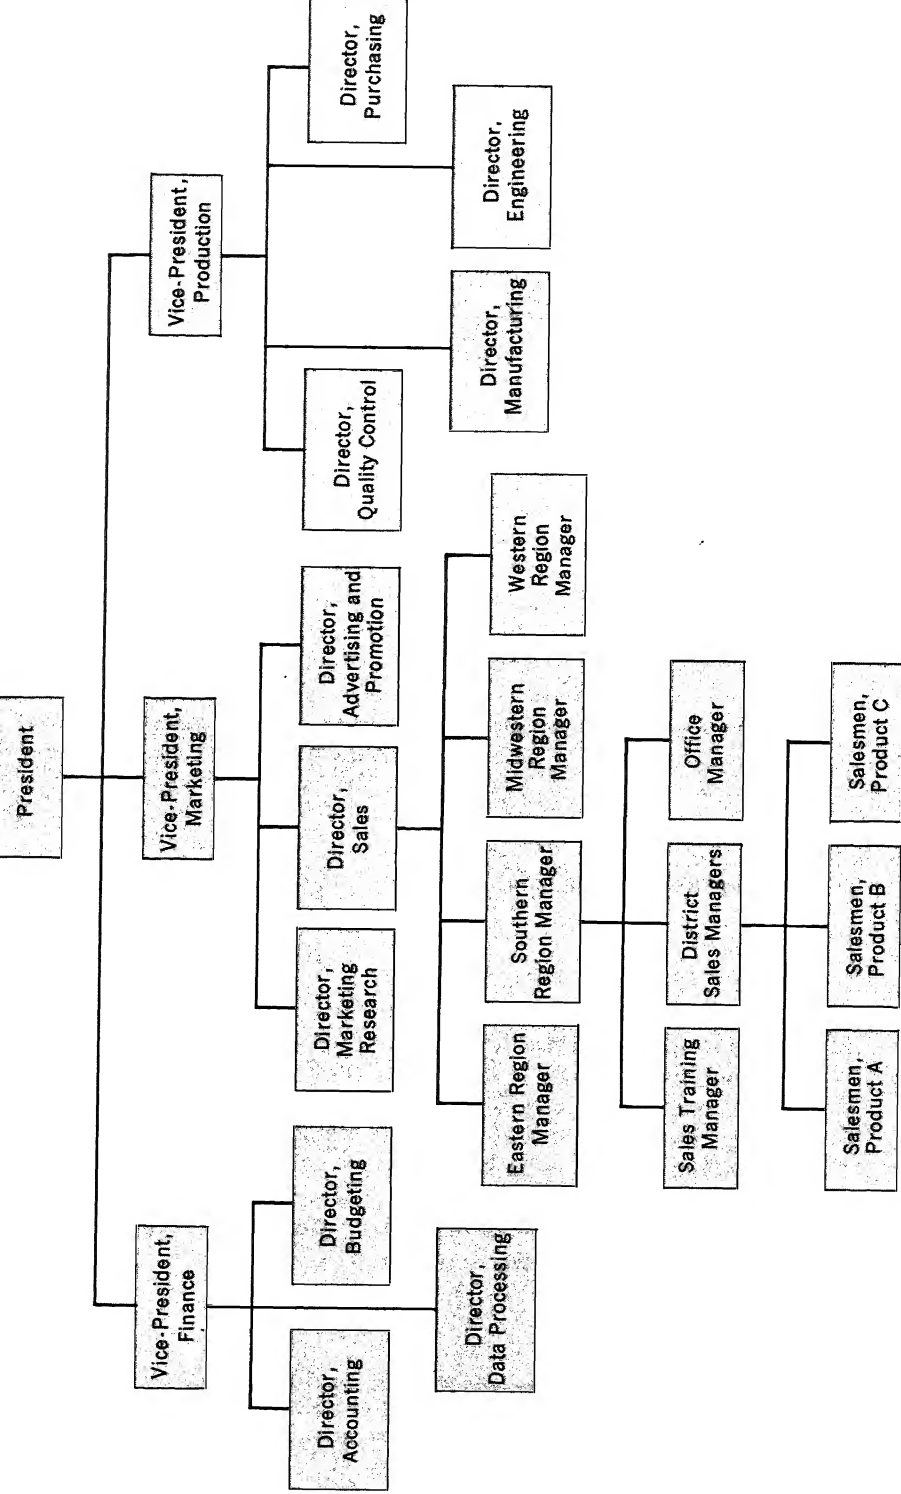 President
Vice-President,
Finance
Vice-President,
Marketing
Vice-President,
Production
Director,
Accounting
Director,
Budgeting
Director,
Data Processing
Director,
Marketing
Research
Director,
Sales
Director,
Advertising and
Promotion
Director,
Quality Control
Director,
Manufacturing
Director,
Engineering
Director,
Purchasing
Eastern Region
Manager
Southern
Region Manager
Midwestern
Region
Manager
Western
Region
Manager
Sales Training
Manager
District
Sales Managers
Office
Manager
Salesmen,
Product A
Salesmen,
Product B
Salesmen,
Product C